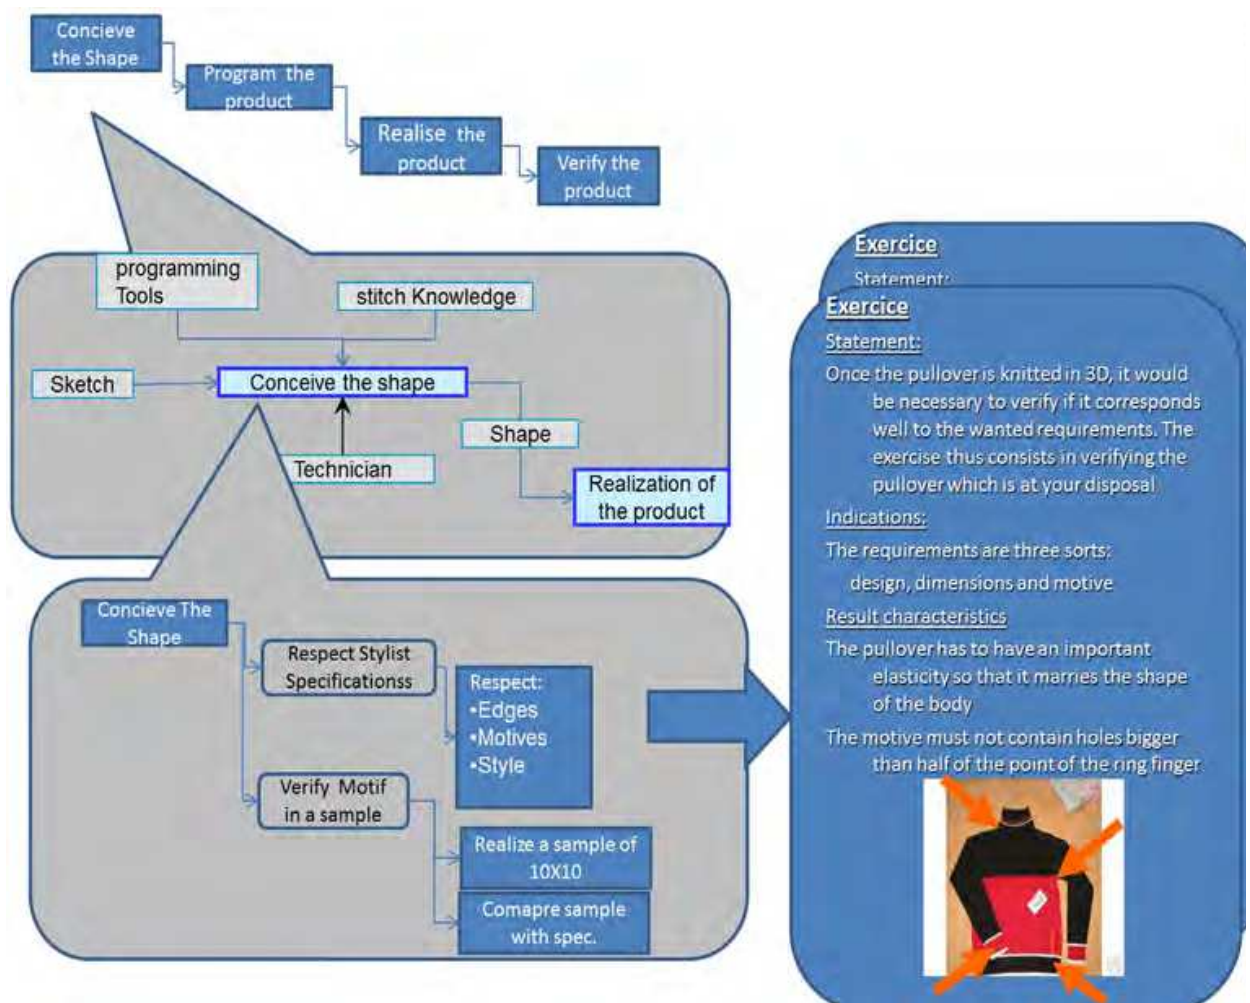 Concieve
the Shape
Program the
product
Realise the
product
Verify the
product
programming
Tools
stitch Knowledge
Sketch
Conceive the shape
Shape
Technician
Realization of
the product
Concieve The
Shape
Respect Stylist
Specificationss
Respect:
•Edges
•Motives
•Style
Verify Motif
in a sample
Realize a sample of
10X10
Comapre sample
with spec.
Exercice
Statement:
Exercice
Statement:
Once the pullover is knitted in 3D, it would
be necessary to verify if it corresponds
well to the wanted requirements. The
exercise thus consists in verifying the
pullover which is at your disposal
Indications:
The requirements are three sorts:
design, dimensions and motive
Result characteristics
The pullover has to have an important
elasticity so that it marries the shape
of the body
The motive must not contain holes bigger
than half of the point of the ring finger